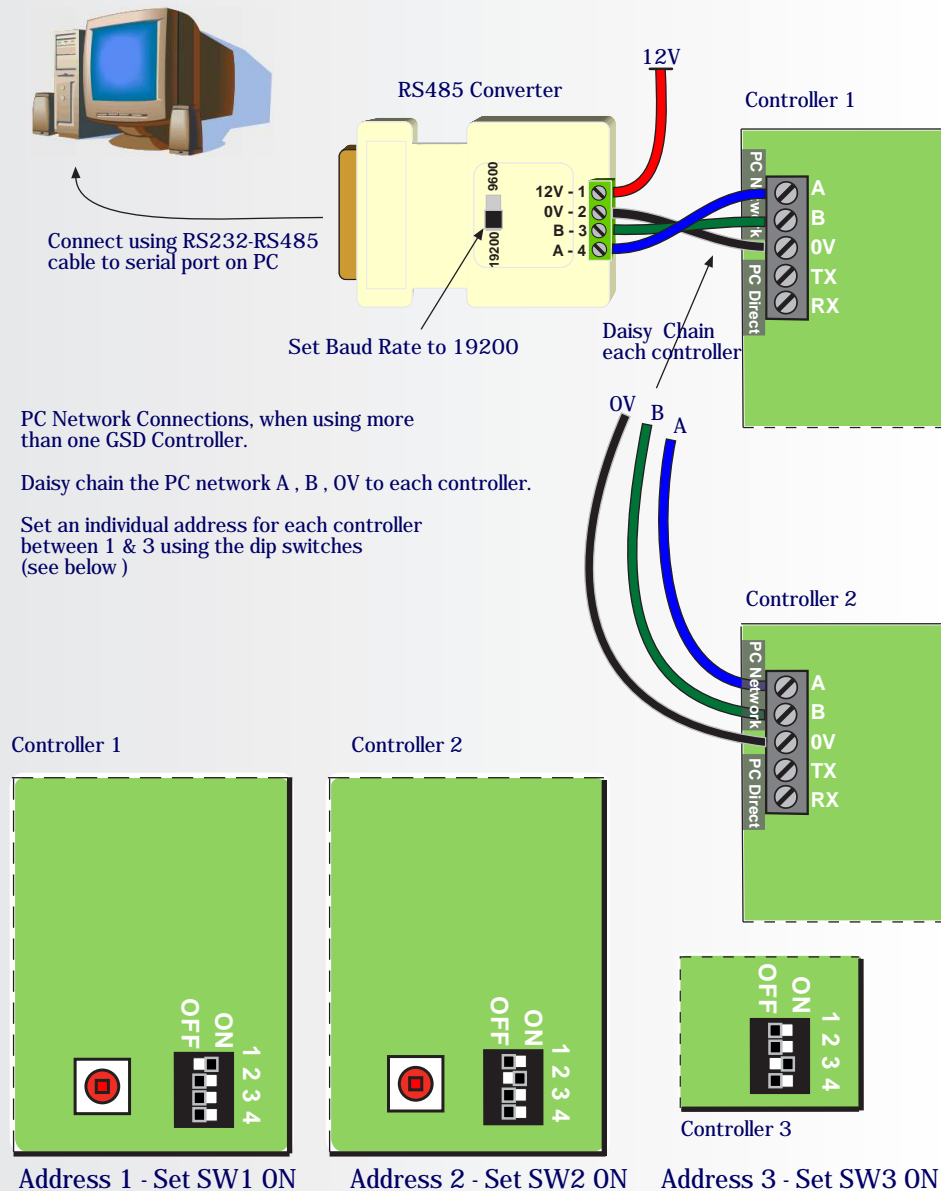 12V
RS485 Converter
Controller 1
9600
19200
12V - 1
0V - 2
B - 3
A - 4
PC Network
PC Direct
A
B
0V
TX
RX
Connect using RS232-RS485
cable to serial port on PC
Set Baud Rate to 19200
Daisy Chain
each controller
0V
B
A
PC Network Connections, when using more
than one GSD Controller.
Daisy chain the PC network A , B , 0V to each controller.
Set an individual address for each controller
between 1 & 3 using the dip switches
(see below )
Controller 2
PC Network
PC Direct
A
B
0V
TX
RX
Controller 1
OFF
ON
1 2 3 4
Address 1 - Set SW1 ON
Controller 2
OFF
ON
1 2 3 4
Address 2 - Set SW2 ON
OFF
ON
1 2 3 4
Controller 3
Address 3 - Set SW3 ON